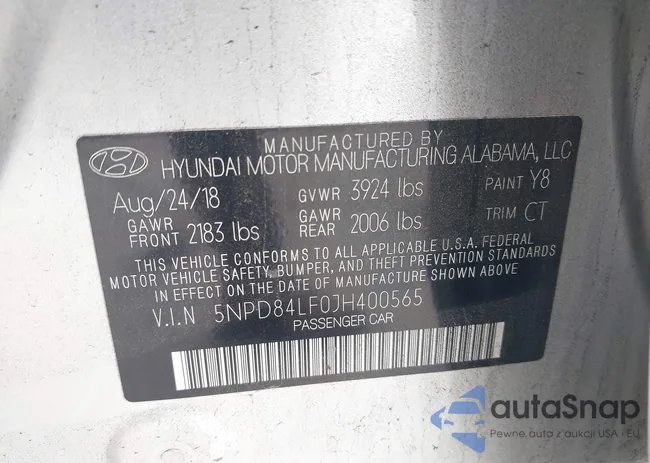 MANUFACTURED BY
HYUNDAI MOTOR MANUFACTURING ALABAMA, LLC
Aug/24/18 GVWR 3924 lbs PAINT Y8
GAWR FRONT 2183 lbs GAWR REAR 2006 lbs TRIM CT
THIS VEHICLE CONFORMS TO ALL APPLICABLE U.S.A. FEDERAL
MOTOR VEHICLE SAFETY, BUMPER, AND THEFT PREVENTION STANDARDS
IN EFFECT ON THE DATE OF MANUFACTURE SHOWN ABOVE
V.I.N 5NPD84LF0JH400565
PASSENGER CAR
autaSnap
Pewne auta z aukcji USA i EU